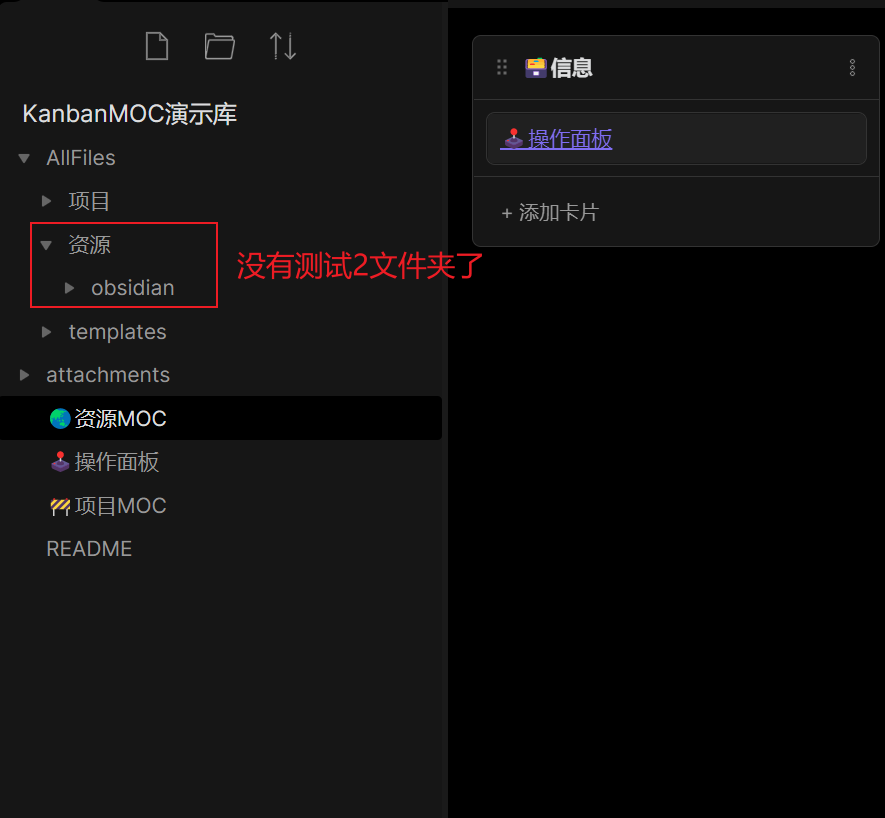 KanbanMOC演示库
AllFiles
项目
资源
obsidian
templates
attachments
资源MOC
操作面板
项目MOC
README
没有测试2文件夹了
信息
操作面板
+ 添加卡片